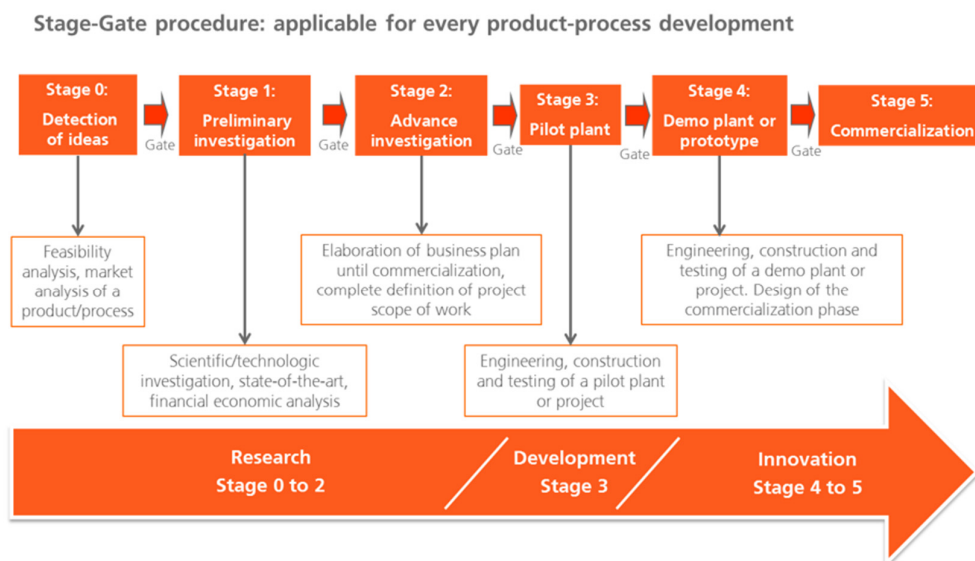 Stage-Gate procedure: applicable for every product-process development
Stage 0:
Detection
of ideas
Gate
Stage 1:
Preliminary
investigation
Gate
Stage 2:
Advance
investigation
Gate
Stage 3:
Pilot plant
Gate
Stage 4:
Demo plant or
prototype
Gate
Stage 5:
Commercialization
Feasibility
analysis, market
analysis of a
product/process
Scientific/technologic
investigation, state-of-the-art,
financial economic analysis
Elaboration of business plan
until commercialization,
complete definition of project
scope of work
Engineering, construction
and testing of a pilot plant
or project
Engineering, construction and
testing of a demo plant or
project. Design of the
commercialization phase
Research
Stage 0 to 2
Development
Stage 3
Innovation
Stage 4 to 5